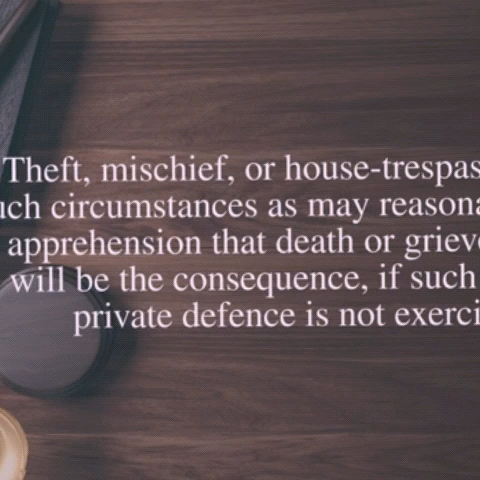 Theft, mischief, or house-trespas
uch circumstances as may reasona
apprehension that death or grieve
will be the consequence, if such
private defence is not exerci